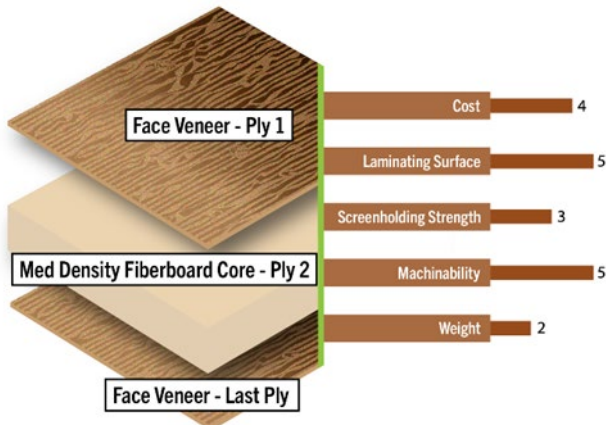 Face Veneer - Ply 1
Med Density Fiberboard Core - Ply 2
Face Veneer - Last Ply
Cost 4
Laminating Surface 5
Screenholding Strength 3
Machinability 5
Weight 2